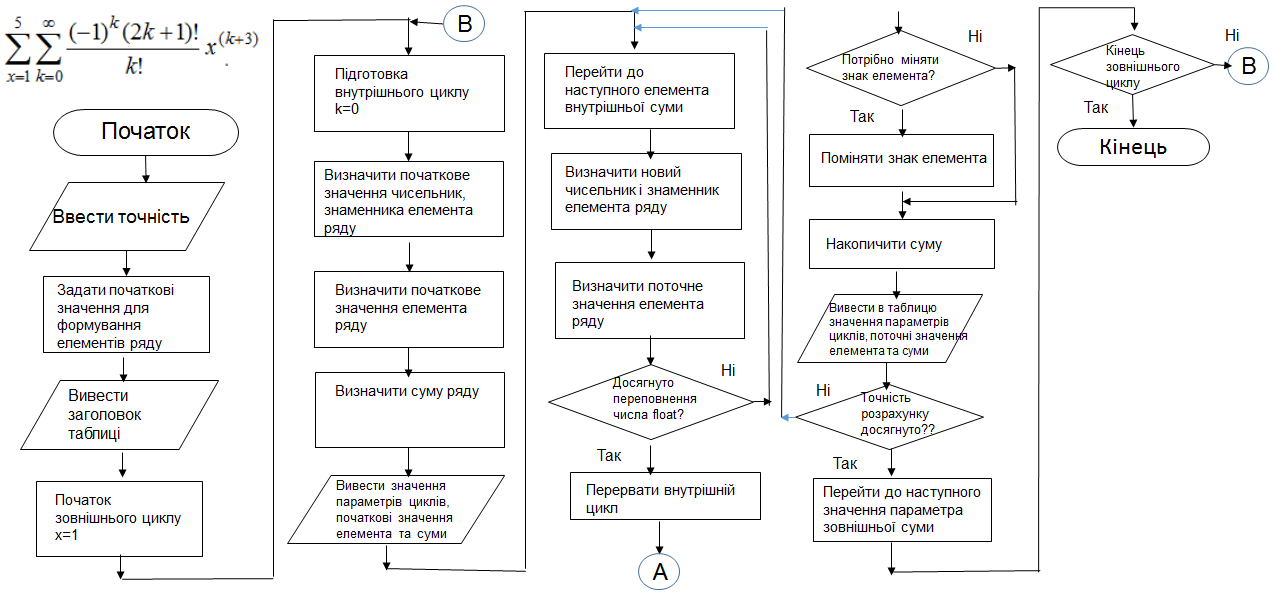 5 ∞
∑ ∑ (-1)^k (2k+1)! / k! x^(k+3) .
x=1 k=0
Початок
Ввести точність
Задати початкові
значення для
формування
елементів ряду
Вивести
заголовок
таблиці
Початок
зовнішнього циклу
x=1
B
Підготовка
внутрішнього циклу
k=0
Визначити початкове
значення чисельник,
знаменника елемента
ряду
Визначити початкове
значення елемента
ряду
Визначити суму ряду
Вивести значення
параметрів циклів,
початкові значення
елемента та суми
Перейти до
наступного елемента
внутрішньої суми
Визначити новий
чисельник і знаменник
елемента ряду
Визначити поточне
значення елемента
ряду
Досягнуто
переповнення
числа float?
Ні
Так
Перервати внутрішній
цикл
A
Потрібно міняти
знак елемента?
Ні
Так
Поміняти знак елемента
Накопичити суму
Вивести в таблицю
значення параметрів
циклів, поточні значення
елемента та суми
Ні
Точність
розрахунку
досягнуто??
Так
Перейти до наступного
значення параметра
зовнішньої суми
Кінець
зовнішнього
циклу
Ні
B
Так
Кінець